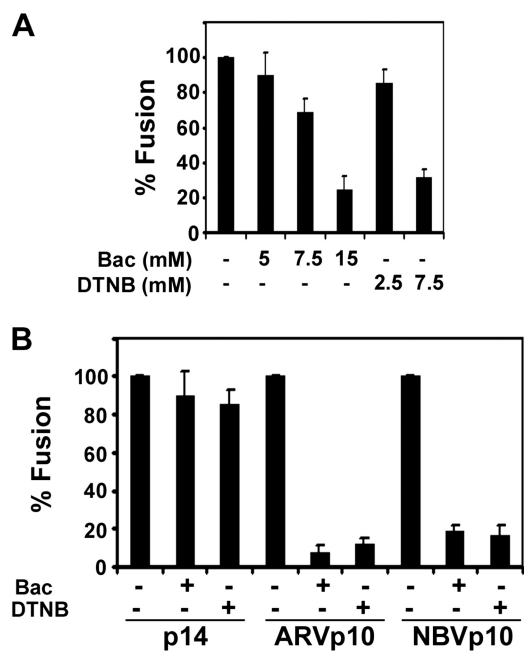 A
% Fusion
100
80
60
40
20
0
Bac (mM) - 5 7.5 15 - -
DTNB (mM) - - - - 2.5 7.5
B
% Fusion
100
80
60
40
20
0
Bac - + - - + - - + -
DTNB - - + - - + - - +
p14 ARVp10 NBVp10